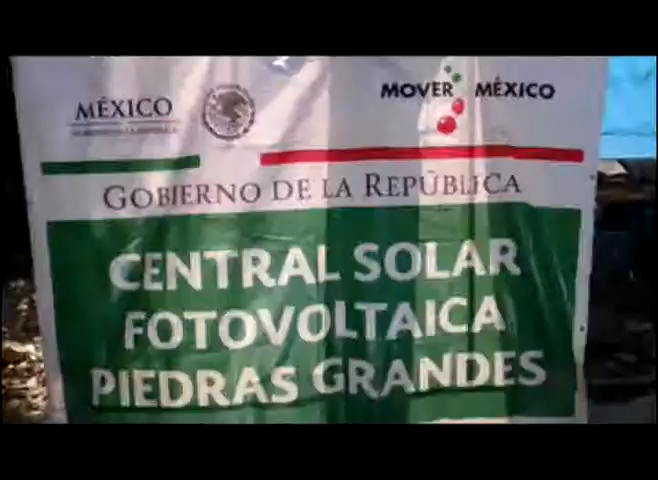 MÉXICO
MOVER MÉXICO
GOBIERNO DE LA REPÚBLICA
CENTRAL SOLAR
FOTOVOLTAICA
PIEDRAS GRANDES